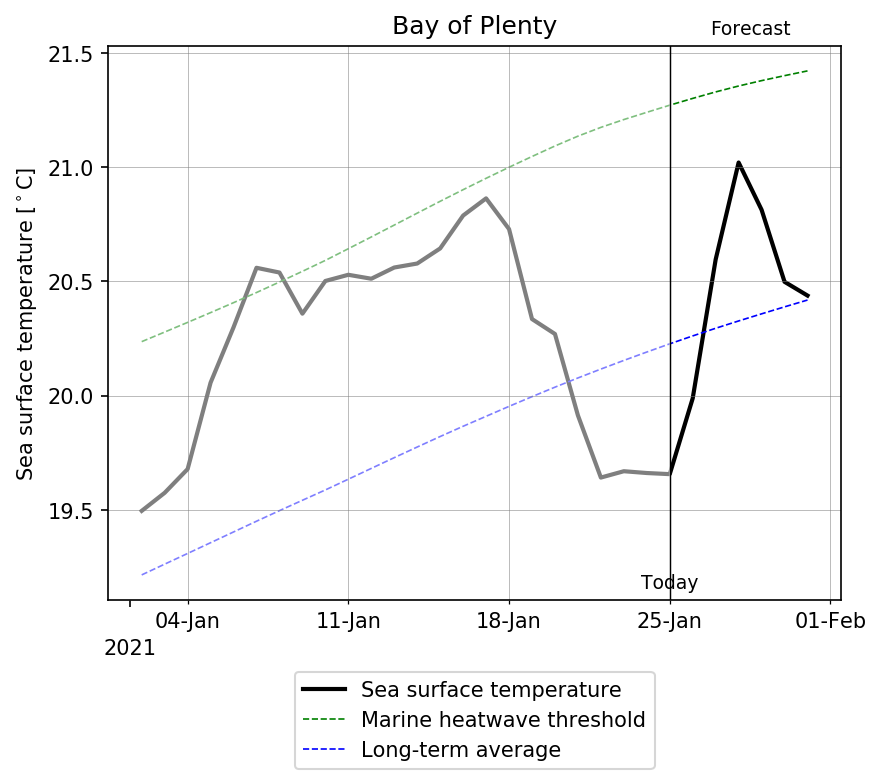 Bay of Plenty
Forecast
Sea surface temperature [°C]
21.5
21.0
20.5
20.0
19.5
Today
04-Jan 11-Jan 18-Jan 25-Jan 01-Feb
2021
Sea surface temperature
Marine heatwave threshold
Long-term average